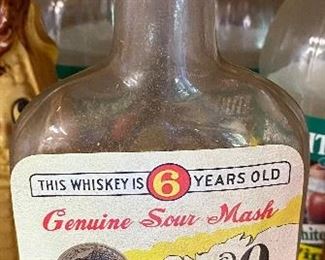 THIS WHISKEY IS 6 YEARS OLD
Genuine Sour Mash